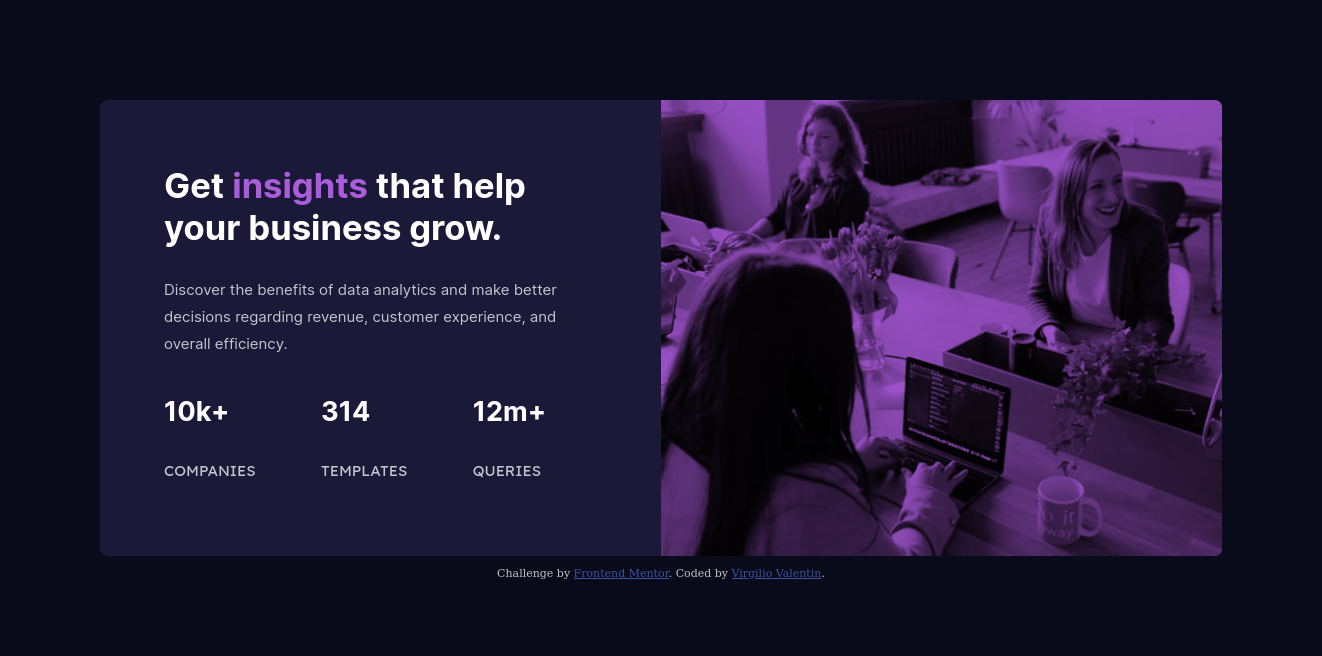 Get insights that help
your business grow.
Discover the benefits of data analytics and make better
decisions regarding revenue, customer experience, and
overall efficiency.
10k+ 314 12m+
COMPANIES TEMPLATES QUERIES
Challenge by Frontend Mentor. Coded by Virgilio Valentin.